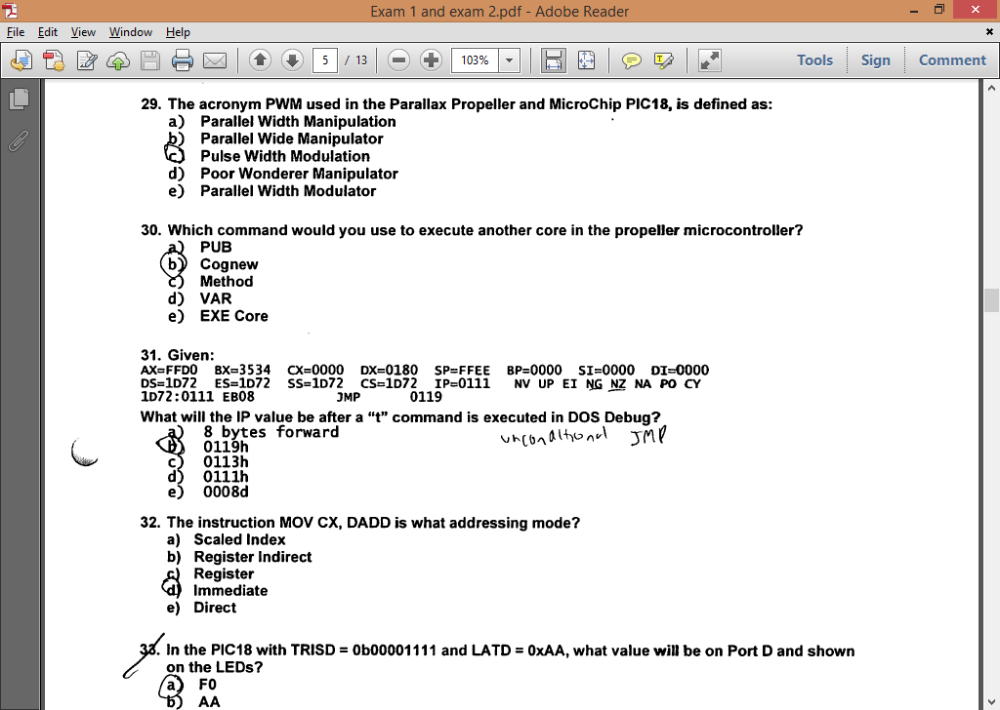 Exam 1 and exam 2.pdf - Adobe Reader
File Edit View Window Help
5 / 13 103% Tools Sign Comment
29. The acronym PWM used in the Parallax Propeller and MicroChip PIC18, is defined as:
a) Parallel Width Manipulation
b) Parallel Wide Manipulator
c) Pulse Width Modulation
d) Poor Wonderer Manipulator
e) Parallel Width Modulator
30. Which command would you use to execute another core in the propeller microcontroller?
a) PUB
b) Cognew
c) Method
d) VAR
e) EXE Core
31. Given:
AX=FFD0 BX=3534 CX=0000 DX=0180 SP=FFEE BP=0000 SI=0000 DI=0000
DS=1D72 ES=1D72 SS=1D72 CS=1D72 IP=0111 NV UP EI NG NZ NA PO CY
1D72:0111 EB08 JMP 0119
What will the IP value be after a “t” command is executed in DOS Debug?
a) 8 bytes forward
unconditional JMP
b) 0119h
c) 0113h
d) 0111h
e) 0008d
32. The instruction MOV CX, DADD is what addressing mode?
a) Scaled Index
b) Register Indirect
c) Register
d) Immediate
e) Direct
33. In the PIC18 with TRISD = 0b00001111 and LATD = 0xAA, what value will be on Port D and shown
on the LEDs?
a) F0
b) AA